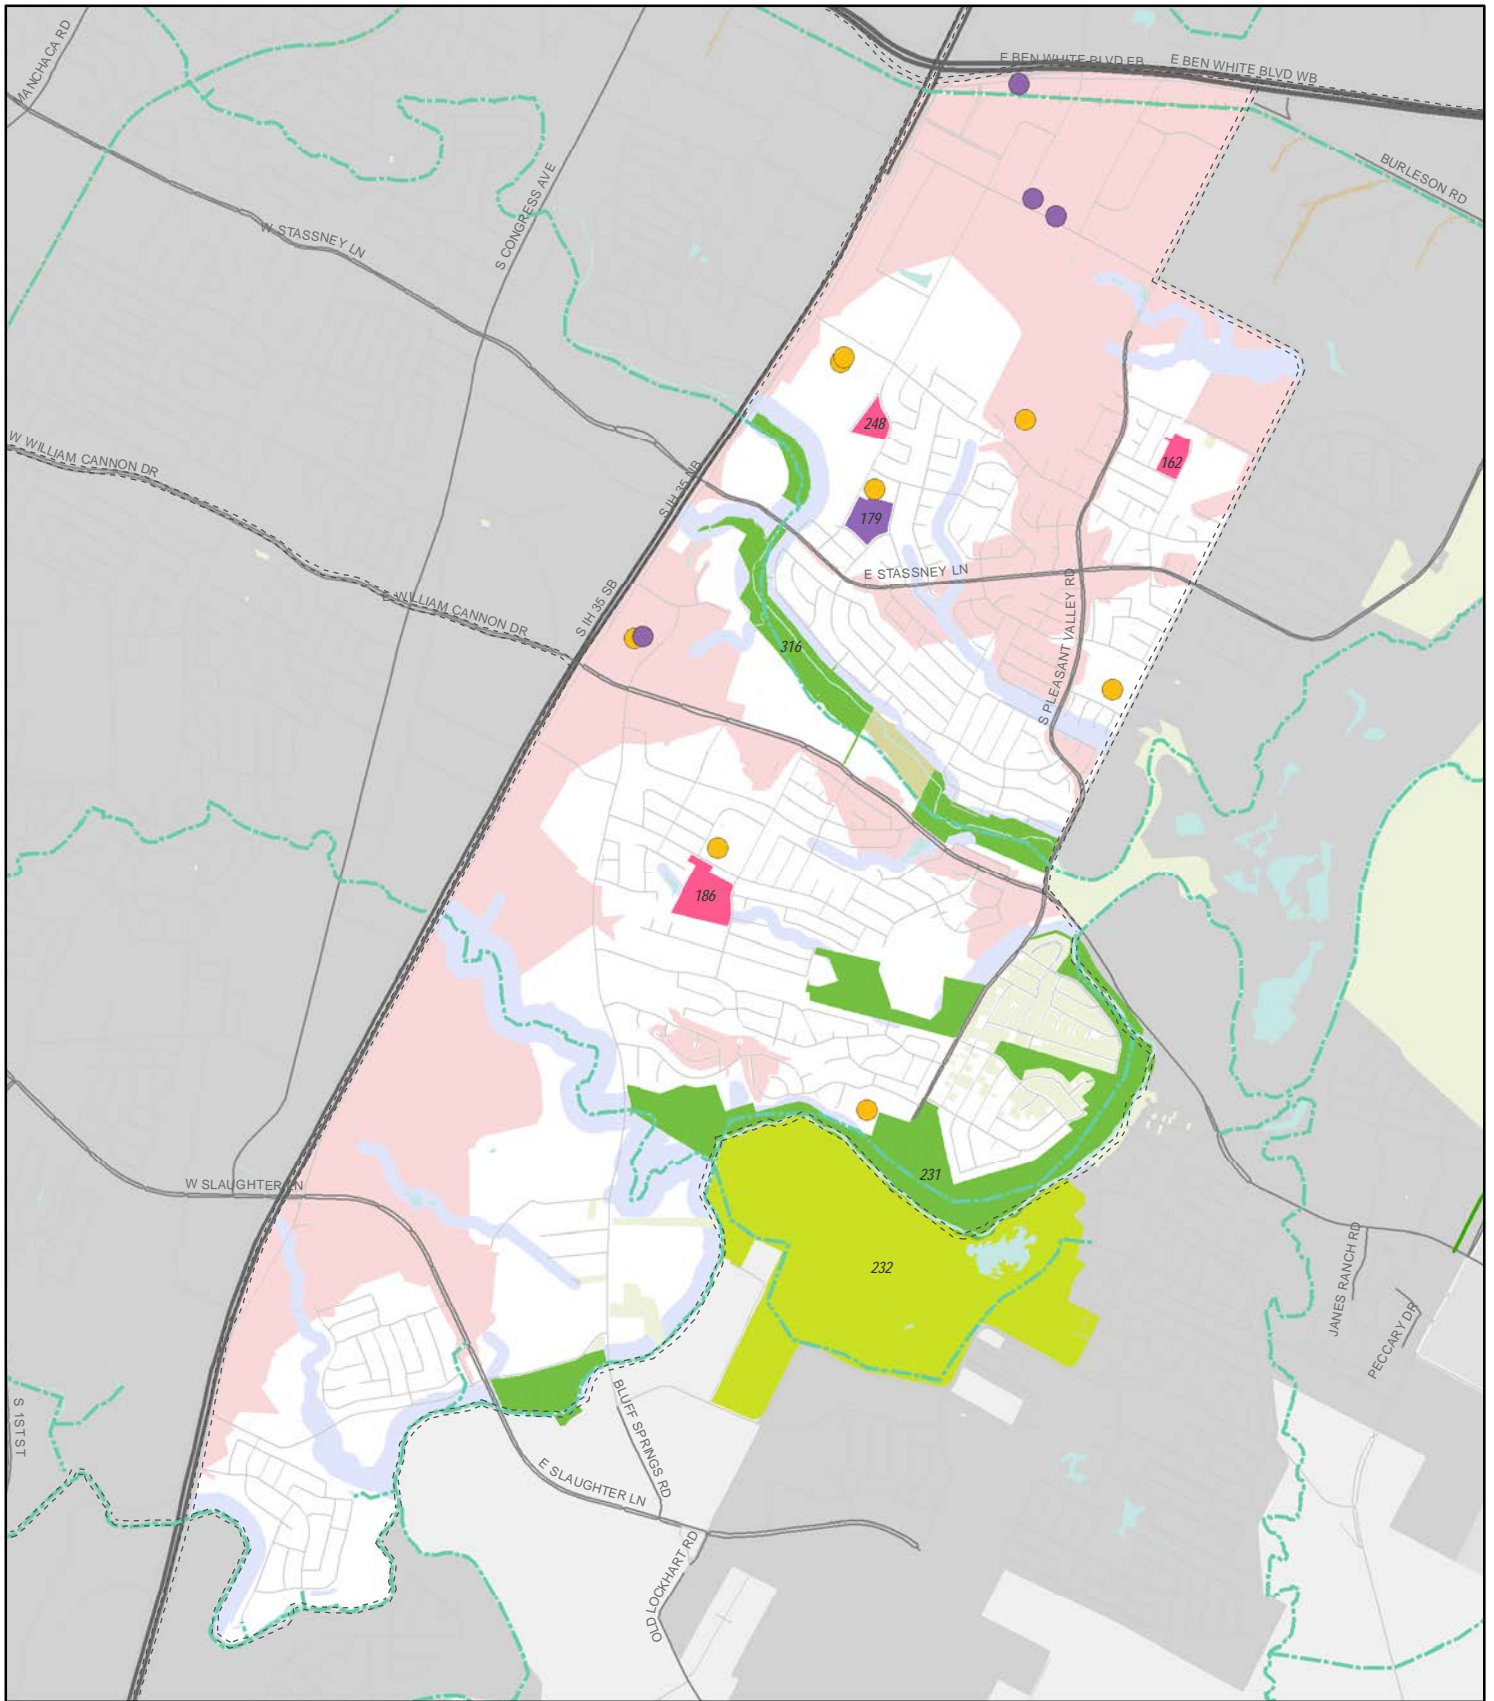 MANCHACA RD
E BEN WHITE BLVD EB
E BEN WHITE BLVD WB
BURLESON RD
S CONGRESS AVE
W STASSNEY LN
248
162
W WILLIAM CANNON DR
S IH 35 NB
179
E STASSNEY LN
E WILLIAM CANNON DR
S IH 35 SB
316
S PLEASANT VALLEY RD
186
W SLAUGHTER LN
231
232
JANES RANCH RD
PECCARY DR
S 1ST ST
BLUFF SPRINGS RD
E SLAUGHTER LN
OLD LOCKHART RD